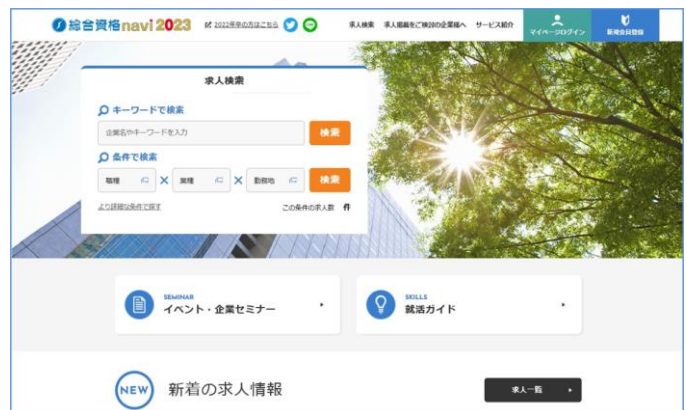 総合資格navi 2023
2022年卒の方はこちら
求人検索 求人掲載をご検討の企業様へ サービス紹介
マイページログイン
新規会員登録
求人検索
キーワードで検索
企業名やキーワードを入力
検索
条件で検索
職種 × 業種 × 勤務地
検索
より詳細な条件で探す
この条件の求人数 件
SEMINAR
イベント・企業セミナー
SKILLS
就活ガイド
NEW
新着の求人情報
求人一覧